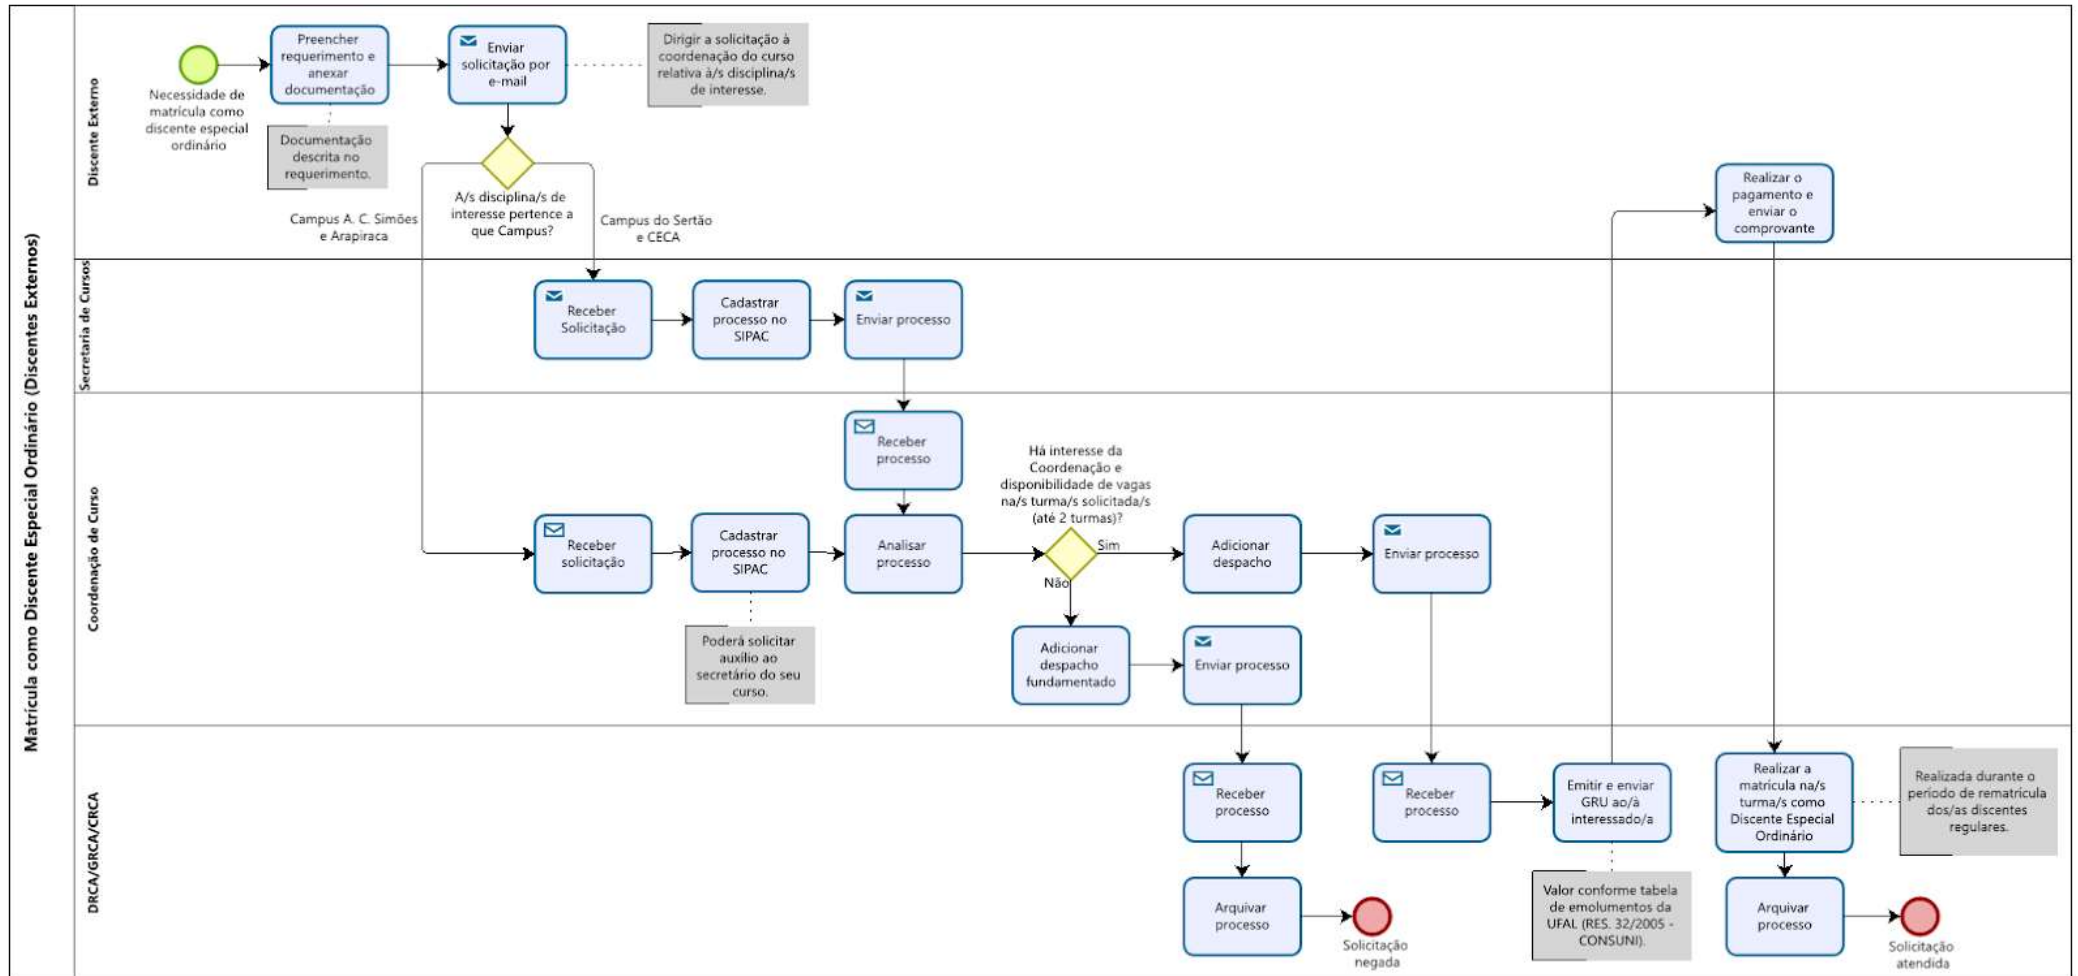 Matrícula como Discente Especial Ordinário (Discentes Externos)
Discente Externo
Necessidade de
matrícula como
discente especial
ordinário
Preencher
requerimento e
anexar
documentação
Documentação
descrita no
requerimento.
Enviar
solicitação por
e-mail
Dirigir a solicitação à
coordenação do curso
relativa à/s disciplina/s
de interesse.
A/s disciplina/s de
interesse pertence a
que Campus?
Campus A. C. Simões
e Arapiraca
Campus do Sertão
e CECA
Realizar o
pagamento e
enviar o
comprovante
Secretaria de Cursos
Receber
Solicitação
Cadastrar
processo no
SIPAC
Enviar processo
Coordenação de Curso
Receber
processo
Receber
solicitação
Cadastrar
processo no
SIPAC
Poderá solicitar
auxílio ao
secretário do seu
curso.
Analisar
processo
Há interesse da
Coordenação e
disponibilidade de vagas
na/s turma/s solicitada/s
(até 2 turmas)?
Sim
Não
Adicionar
despacho
Enviar processo
Adicionar
despacho
fundamentado
Enviar processo
DRCA/GRCA/CRCA
Receber
processo
Arquivar
processo
Solicitação
negada
Receber
processo
Emitir e enviar
GRU ao/à
interessado/a
Valor conforme tabela
de emolumentos da
UFAL (RES. 32/2005 -
CONSUNI).
Realizar a
matrícula na/s
turma/s como
Discente Especial
Ordinário
Realizada durante o
período de rematrícula
dos/as discentes
regulares.
Arquivar
processo
Solicitação
atendida